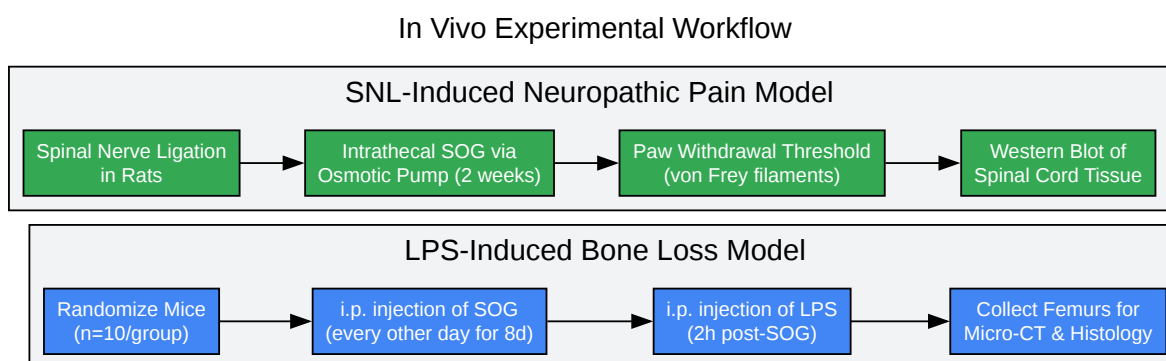 In Vivo Experimental Workflow
SNL-Induced Neuropathic Pain Model
Spinal Nerve Ligation
in Rats
Intrathecal SOG via
Osmotic Pump (2 weeks)
Paw Withdrawal Threshold
(von Frey filaments)
Western Blot of
Spinal Cord Tissue
LPS-Induced Bone Loss Model
Randomize Mice
(n=10/group)
i.p. injection of SOG
(every other day for 8d)
i.p. injection of LPS
(2h post-SOG)
Collect Femurs for
Micro-CT & Histology